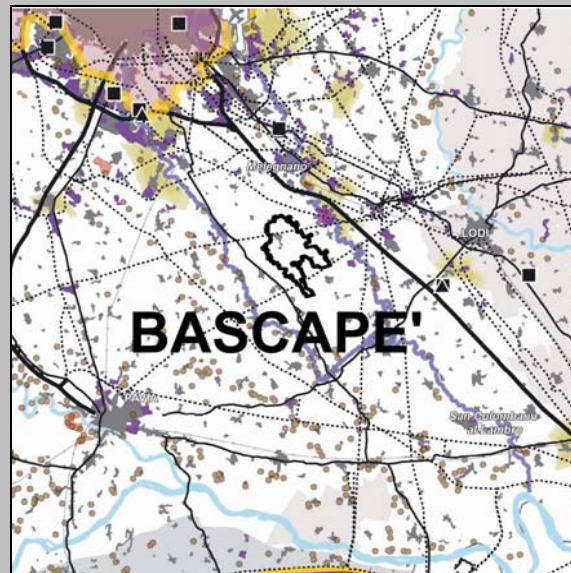 Melegnano
LODI
BASCAPE'
PAVIA
San Colombano
al Lambro